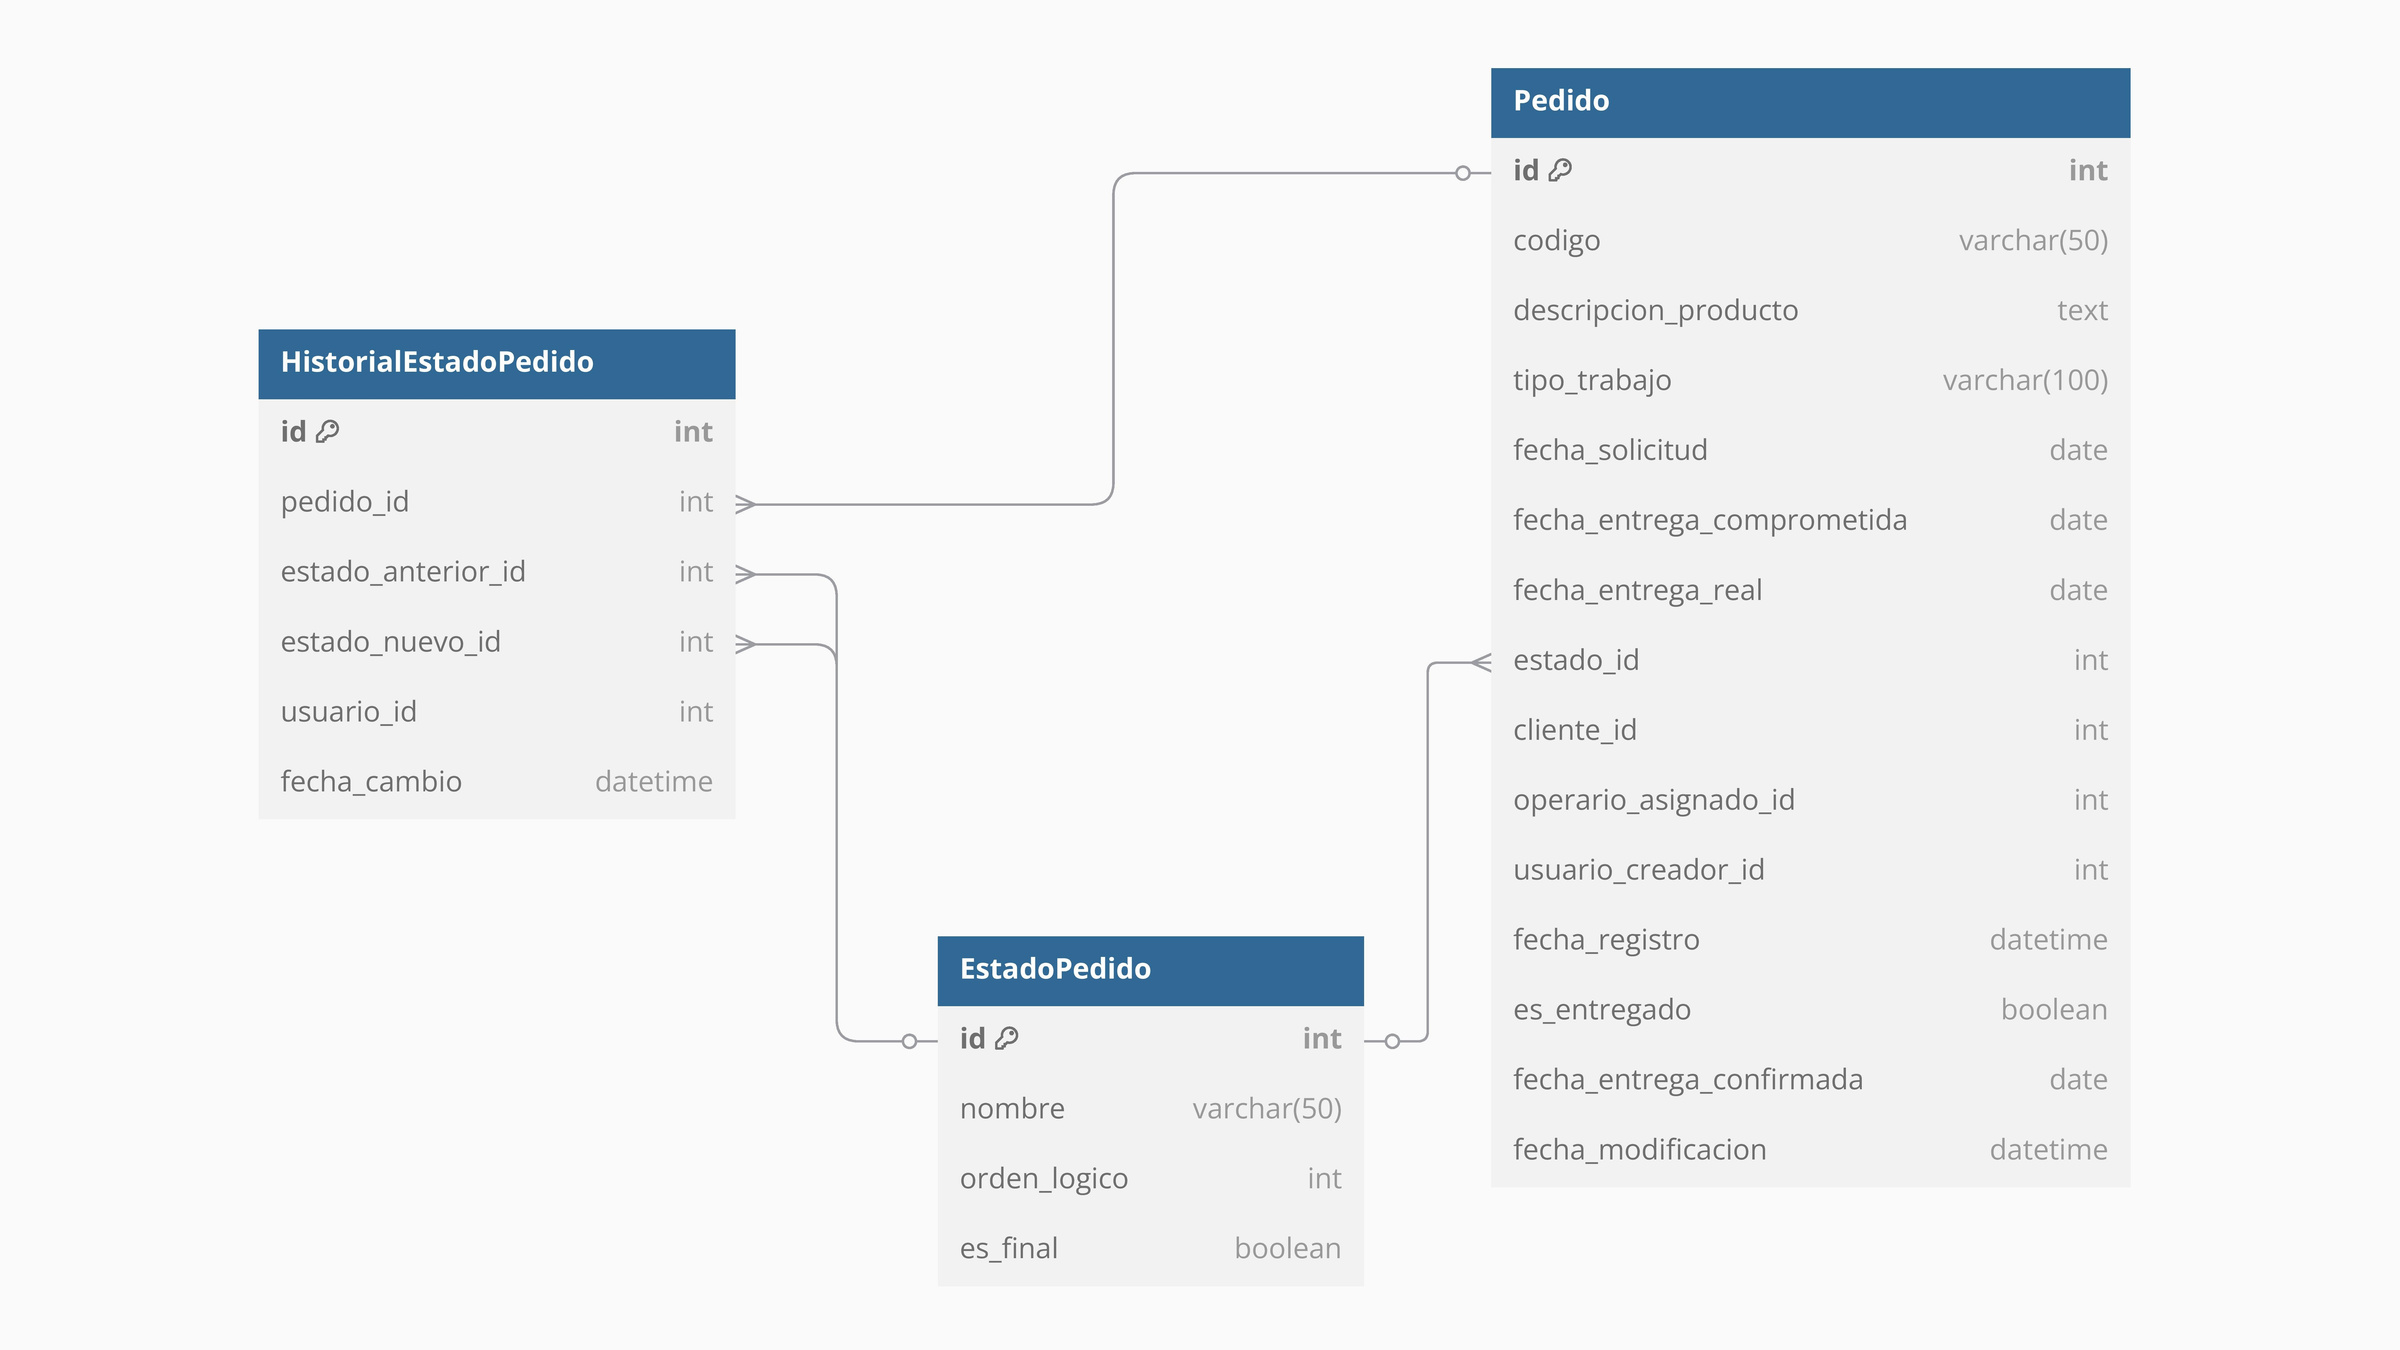 HistorialEstadoPedido
id int
pedido_id int
estado_anterior_id int
estado_nuevo_id int
usuario_id int
fecha_cambio datetime
EstadoPedido
id int
nombre varchar(50)
orden_logico int
es_final boolean
Pedido
id int
codigo varchar(50)
descripcion_producto text
tipo_trabajo varchar(100)
fecha_solicitud date
fecha_entrega_comprometida date
fecha_entrega_real date
estado_id int
cliente_id int
operario_asignado_id int
usuario_creador_id int
fecha_registro datetime
es_entregado boolean
fecha_entrega_confirmada date
fecha_modificacion datetime